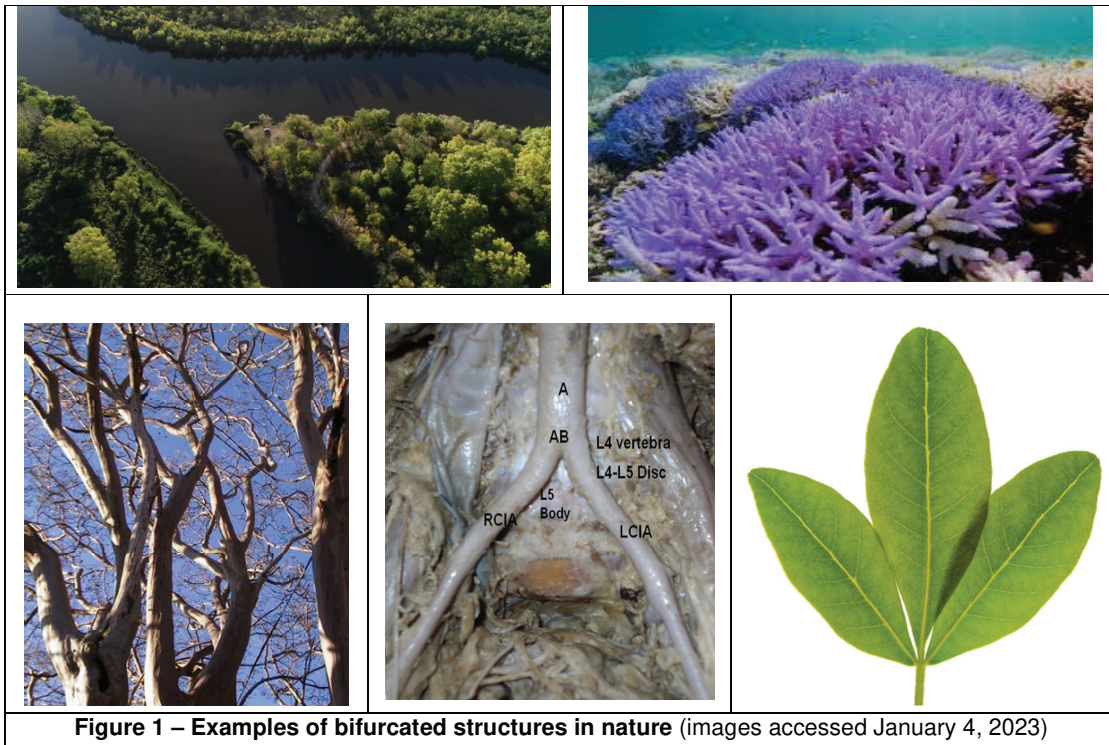 A
AB
L4 vertebra
L4-L5 Disc
L5
Body
RCIA
LCIA
Figure 1 – Examples of bifurcated structures in nature (images accessed January 4, 2023)